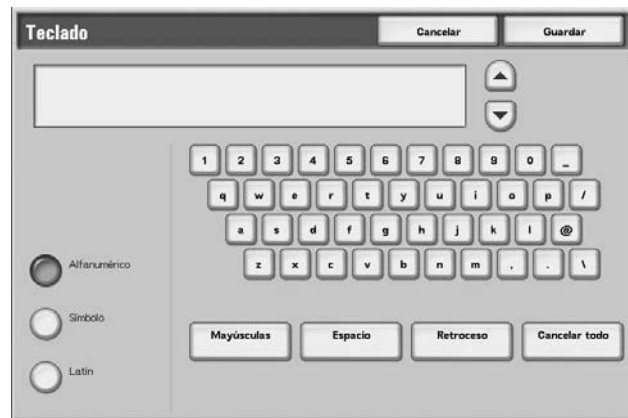 Teclado Cancelar Guardar
1 2 3 4 5 6 7 8 9 0 _
q w e r t y u i o p /
a s d f g h j k l @
z x c v b n m , . \
Alfanumérico
Símbolo
Latín
Mayúsculas Espacio Retroceso Cancelar todo